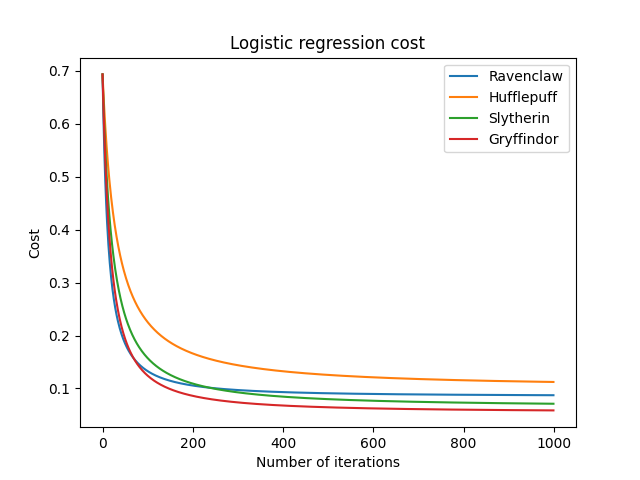 Logistic regression cost
Ravenclaw
Hufflepuff
Slytherin
Gryffindor
0.7
0.6
0.5
0.4
0.3
0.2
0.1
Cost
0 200 400 600 800 1000
Number of iterations